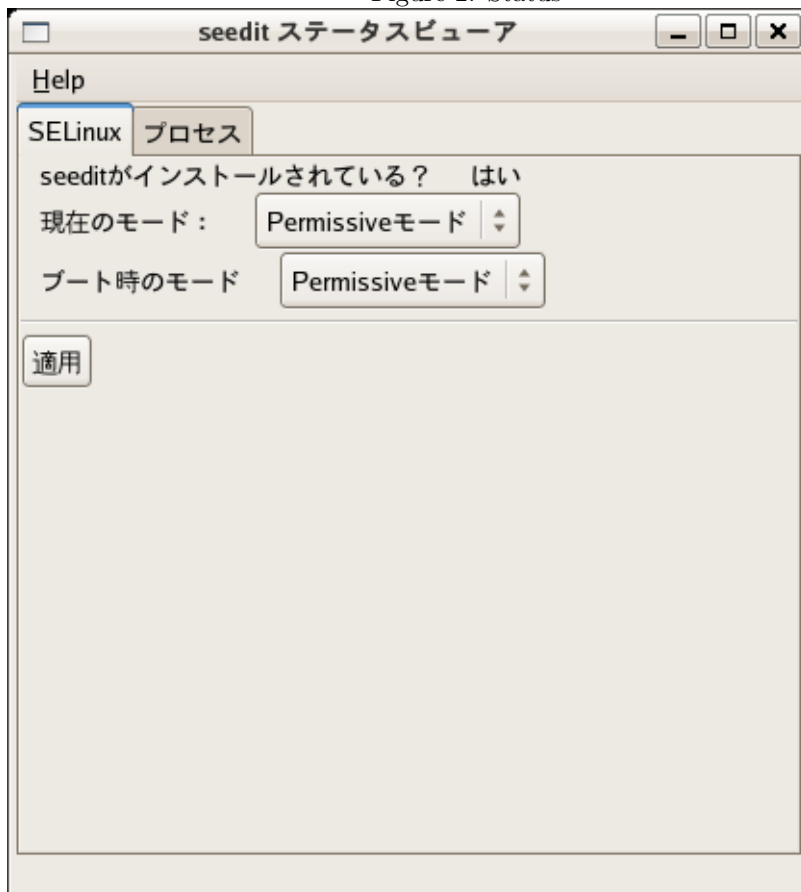 seedit ステータスビューア
Help
SELinux プロセス
seeditがインストールされている？ はい
現在のモード： Permissiveモード
ブート時のモード Permissiveモード
適用